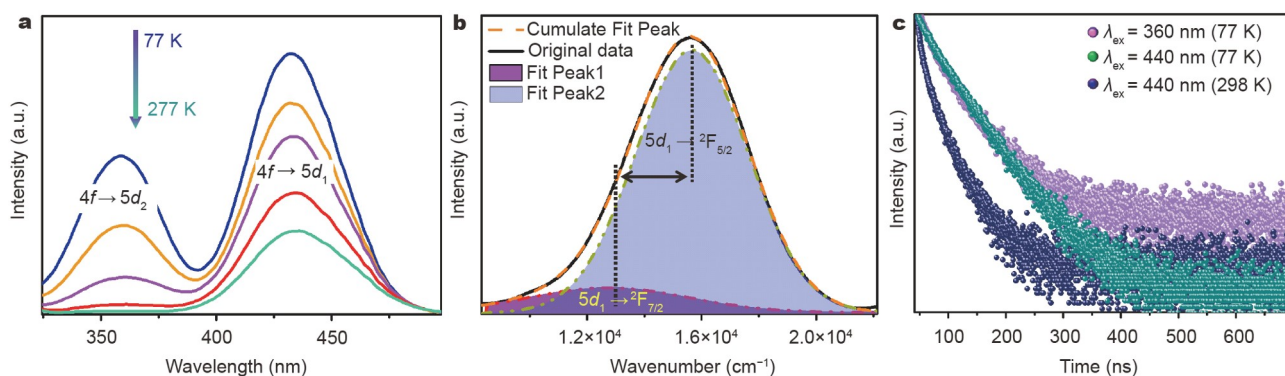 a
77 K
277 K
4f → 5d₂
4f → 5d₁
Intensity (a.u.)
350
400
450
Wavelength (nm)
b
Cumulate Fit Peak
Original data
Fit Peak1
Fit Peak2
5d₁ → ²F₅/₂
5d₁ → ²F₇/₂
Intensity (a.u.)
1.2×10⁴
1.6×10⁴
2.0×10⁴
Wavenumber (cm⁻¹)
c
λex = 360 nm (77 K)
λex = 440 nm (77 K)
λex = 440 nm (298 K)
Intensity (a.u.)
100
200
300
400
500
600
Time (ns)